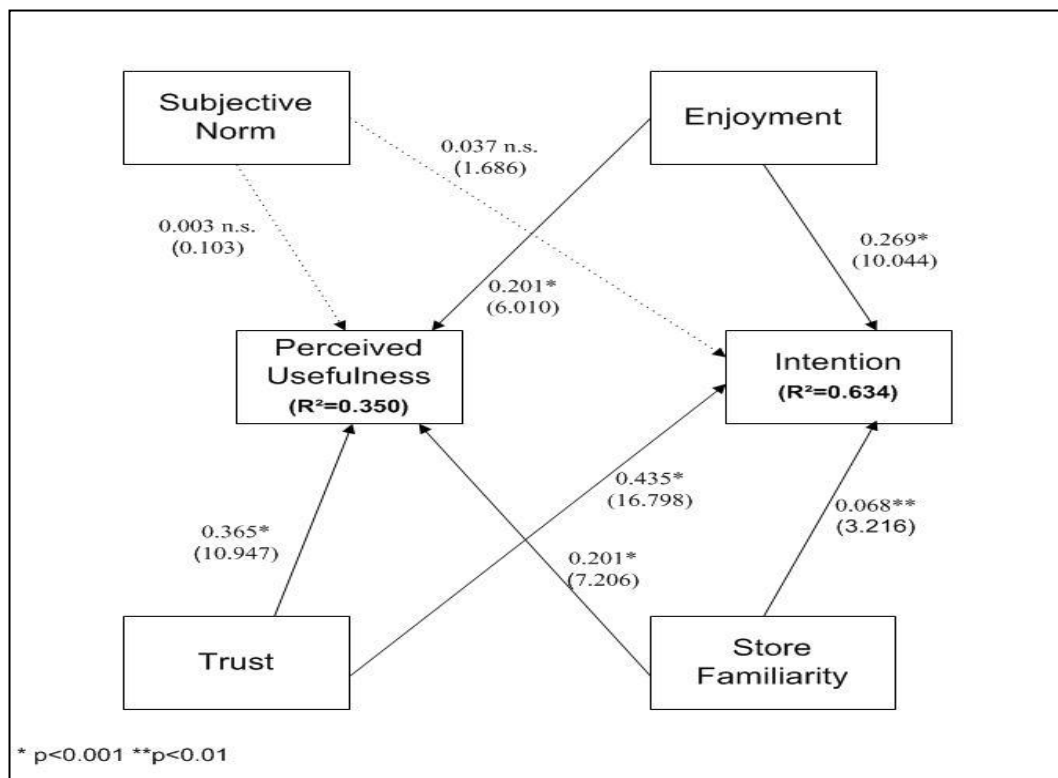 Subjective
Norm
Enjoyment
0.037 n.s.
(1.686)
0.003 n.s.
(0.103)
0.269*
(10.044)
0.201*
(6.010)
Perceived
Usefulness
(R²=0.350)
Intention
(R²=0.634)
0.435*
(16.798)
0.068**
(3.216)
0.365*
(10.947)
0.201*
(7.206)
Trust
Store
Familiarity
* p<0.001 **p<0.01